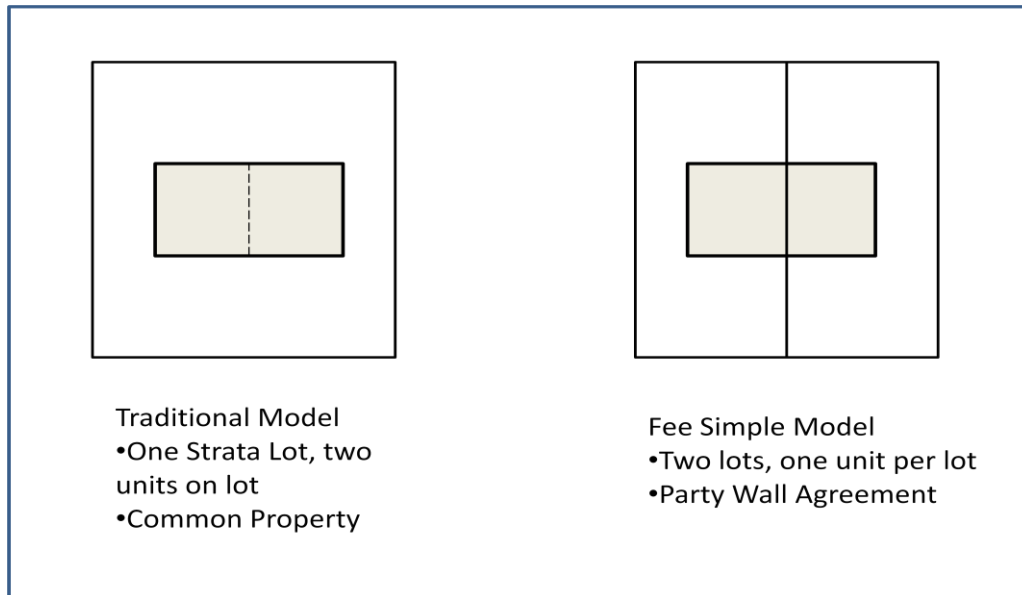 Traditional Model
•One Strata Lot, two
units on lot
•Common Property
Fee Simple Model
•Two lots, one unit per lot
•Party Wall Agreement